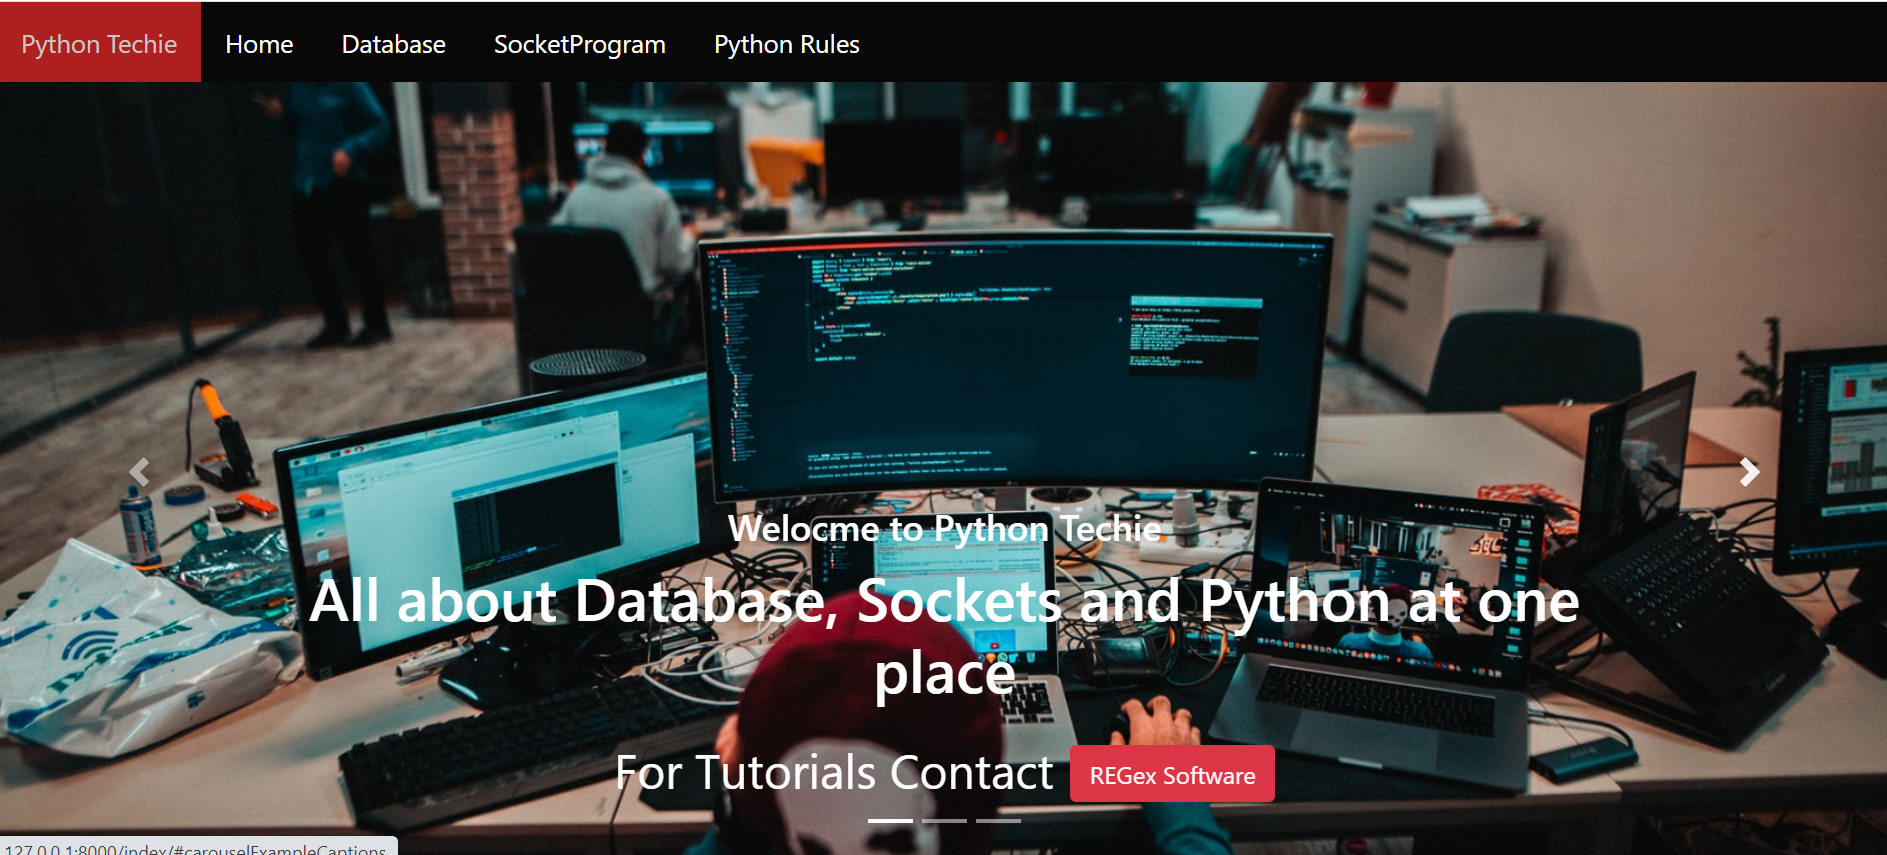 Python Techie Home Database SocketProgram Python Rules
Welocme to Python Techie
All about Database, Sockets and Python at one
place
For Tutorials Contact REGex Software
127.0.0.1:8000/index/#carouselExampleCaptions